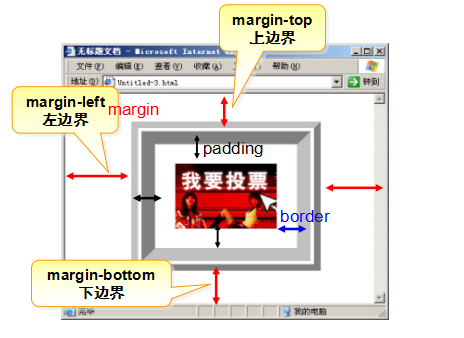 margin-top
上边界
无标题文档 - Microsoft Internet
文件(F) 编辑(E) 查看(V) 收藏(A) 帮助(H)
地址(D) Untitled-3.html 转到
margin-left
左边界
margin
padding
我要投票
border
margin-bottom
下边界
完毕 我的电脑